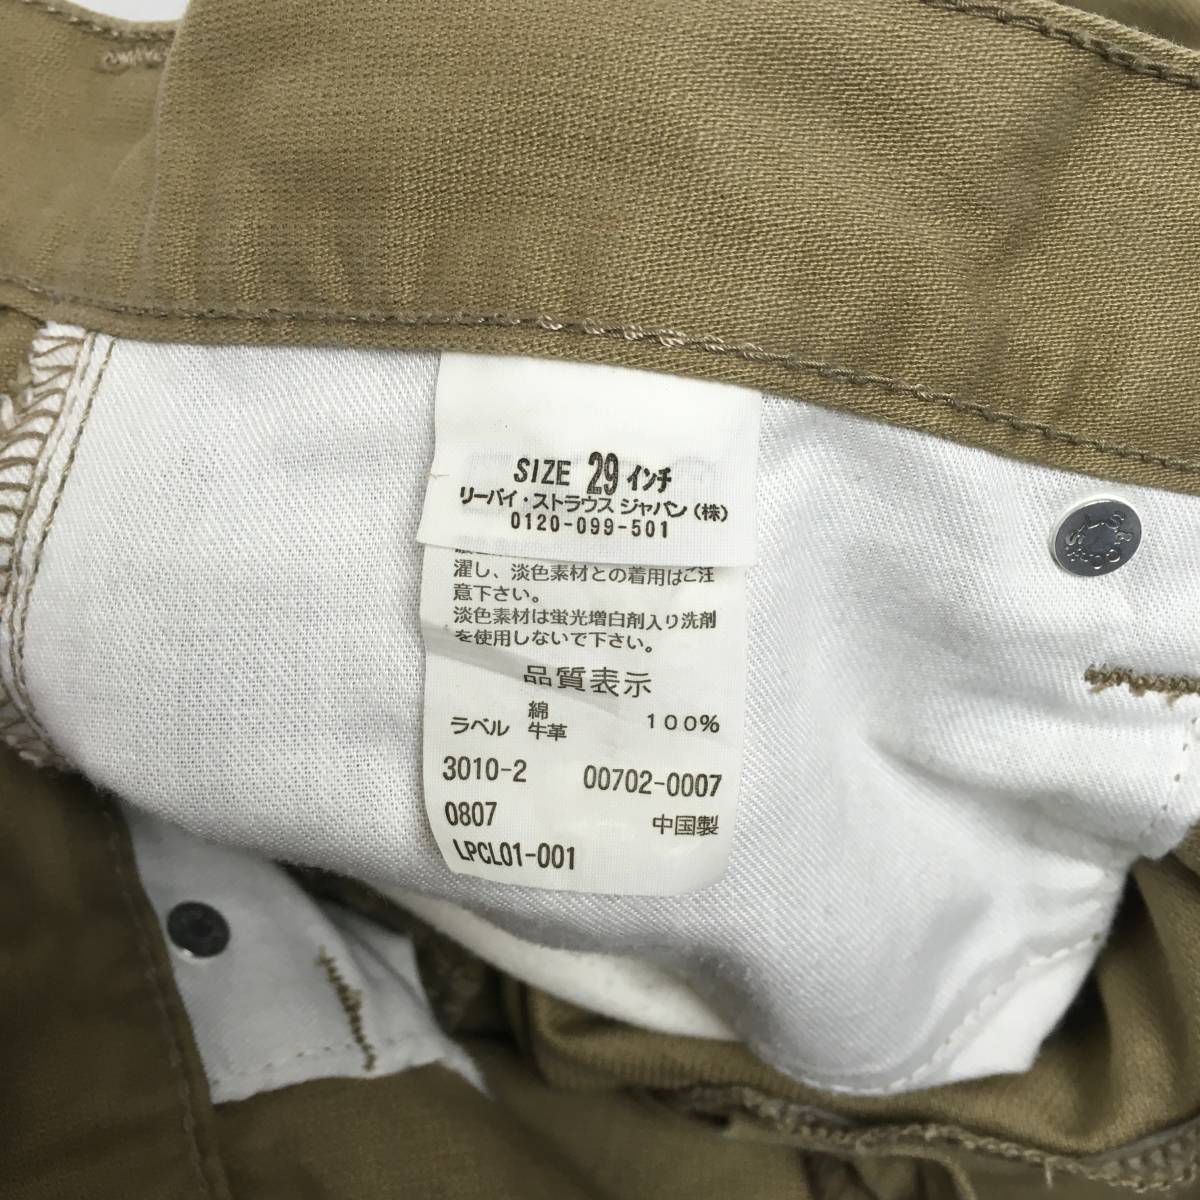 SIZE 29 インチ
リーバイ・ストラウス ジャパン(株)
0120-099-501
濯し、淡色素材との着用はご注
意下さい。
淡色素材は蛍光増白剤入り洗剤
を使用しないで下さい。
品質表示
綿 100%
ラベル 牛革
3010-2 00702-0007
0807 中国製
LPCL01-001